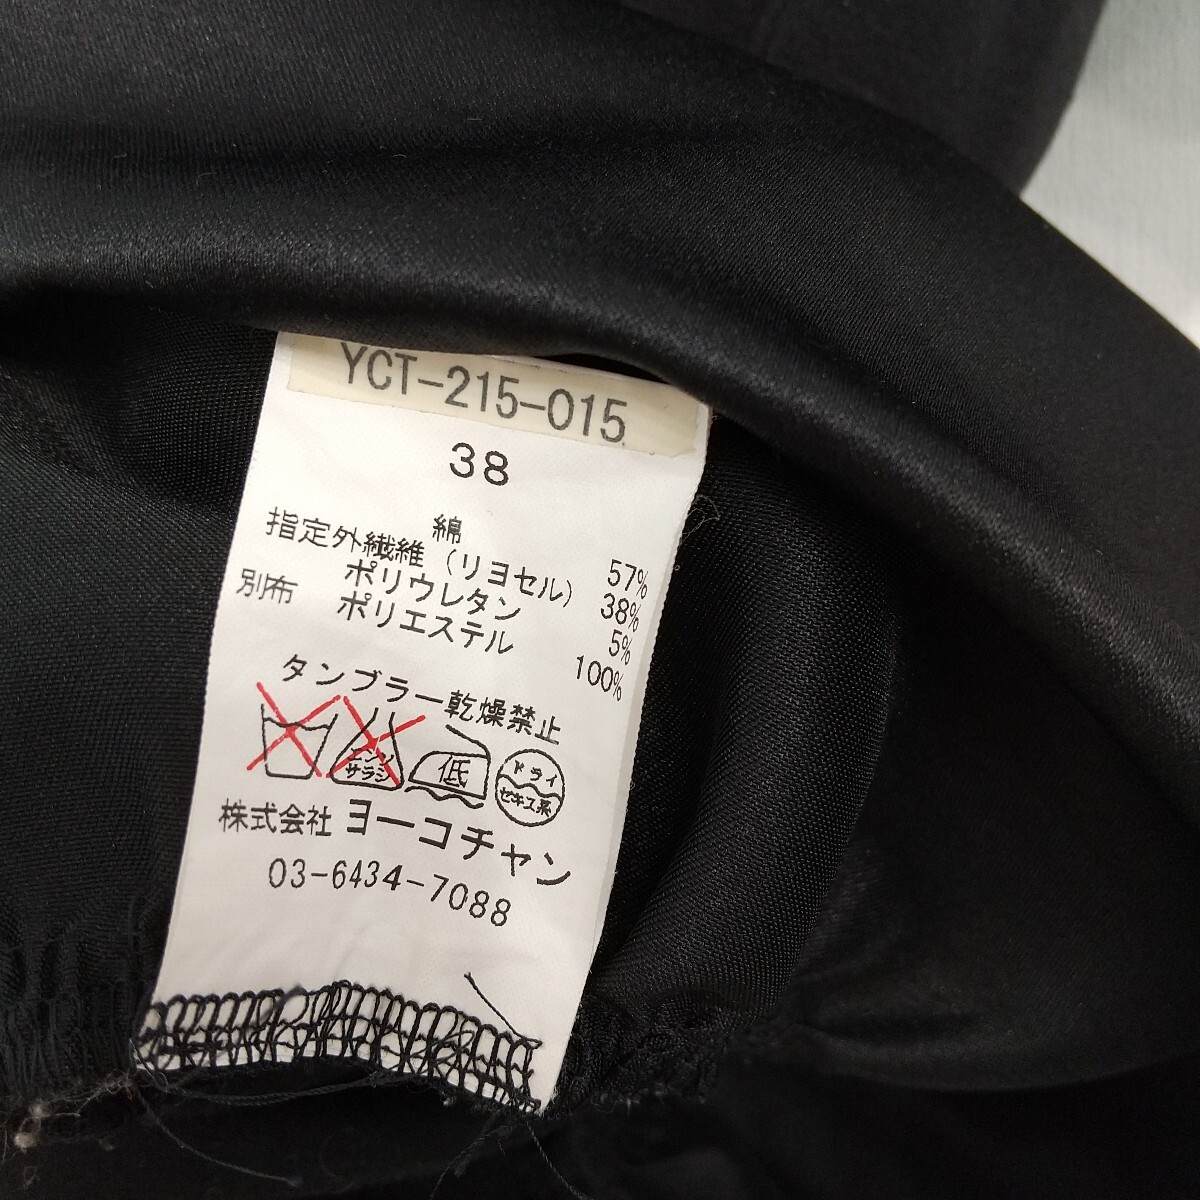 YCT-215-015
38
綿 57%
指定外繊維 (リヨセル) 38%
ポリウレタン 5%
別布 ポリエステル 100%
タンブラー乾燥禁止
エンソ
サラシ
低
ドライ
セキユ系
株式会社 ヨーコチャン
03-6434-7088